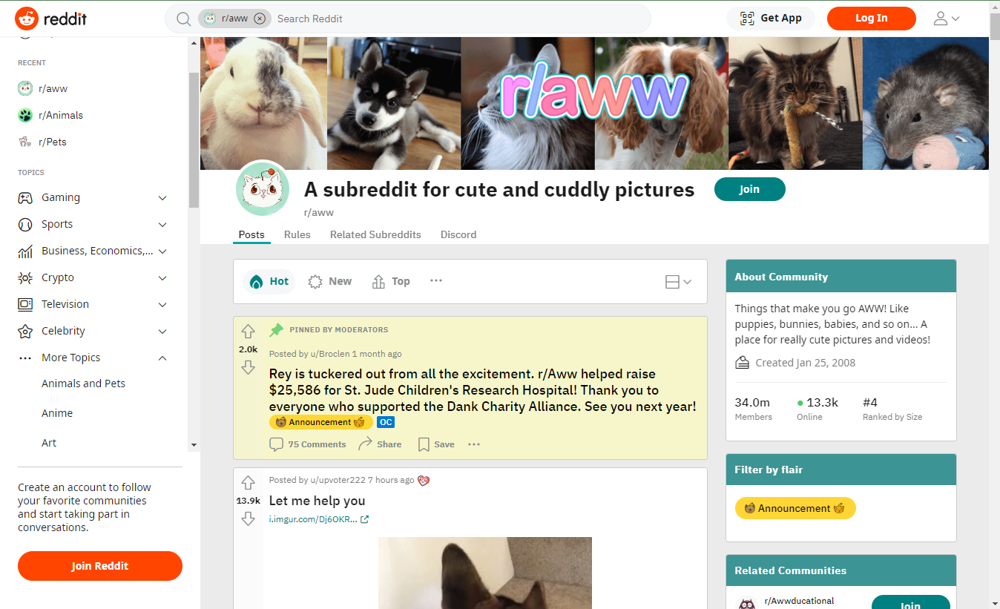 reddit
r/aww
Search Reddit
Get App
Log In
RECENT
r/aww
r/Animals
r/Pets
TOPICS
Gaming
Sports
Business, Economics,...
Crypto
Television
Celebrity
More Topics
Animals and Pets
Anime
Art
Create an account to follow
your favorite communities
and start taking part in
conversations.
Join Reddit
r/aww
A subreddit for cute and cuddly pictures
Join
r/aww
Posts
Rules
Related Subreddits
Discord
Hot
New
Top
2.0k
PINNED BY MODERATORS
Posted by u/Broclen 1 month ago
Rey is tuckered out from all the excitement. r/Aww helped raise
$25,586 for St. Jude Children's Research Hospital! Thank you to
everyone who supported the Dank Charity Alliance. See you next year!
Announcement
OC
75 Comments
Share
Save
13.9k
Posted by u/upvoter222 7 hours ago
Let me help you
i.imgur.com/Dj6OKR...
About Community
Things that make you go AWW! Like
puppies, bunnies, babies, and so on... A
place for really cute pictures and videos!
Created Jan 25, 2008
34.0m
Members
13.3k
Online
#4
Ranked by Size
Filter by flair
Announcement
Related Communities
r/Awwducational
Join